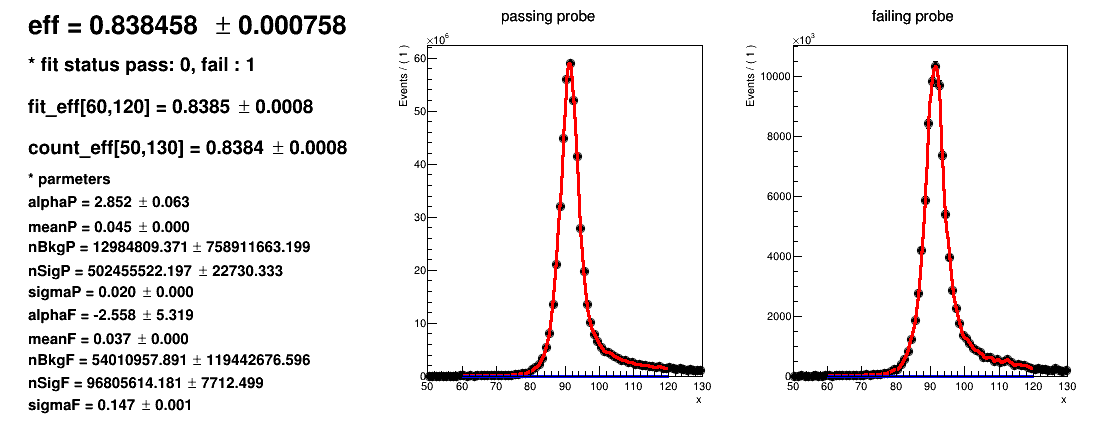 eff = 0.838458 ± 0.000758
* fit status pass: 0, fail : 1
fit_eff[60,120] = 0.8385 ± 0.0008
count_eff[50,130] = 0.8384 ± 0.0008
* parmeters
alphaP = 2.852 ± 0.063
meanP = 0.045 ± 0.000
nBkgP = 12984809.371 ± 758911663.199
nSigP = 502455522.197 ± 22730.333
sigmaP = 0.020 ± 0.000
alphaF = -2.558 ± 5.319
meanF = 0.037 ± 0.000
nBkgF = 54010957.891 ± 119442676.596
nSigF = 96805614.181 ± 7712.499
sigmaF = 0.147 ± 0.001
passing probe
×10⁶
Events / ( 1 )
60
50
40
30
20
10
0
50 60 70 80 90 100 110 120 130
x
failing probe
×10³
Events / ( 1 )
10000
8000
6000
4000
2000
0
50 60 70 80 90 100 110 120 130
x